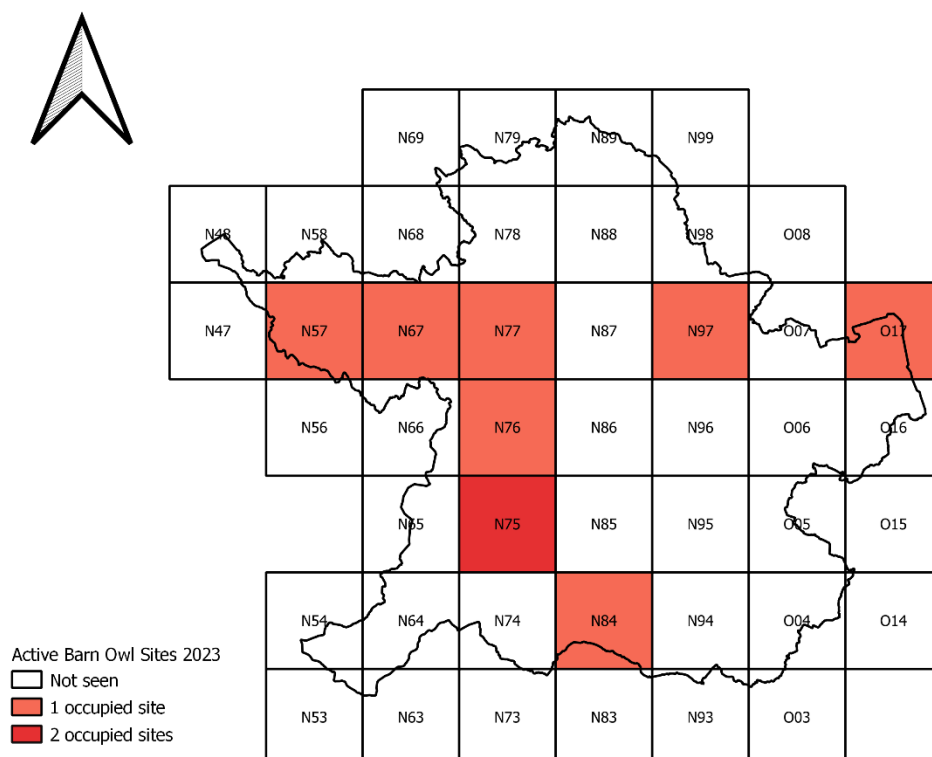 N69 N79 N89 N99
N48 N58 N68 N78 N88 N98 O08
N47 N57 N67 N77 N87 N97 O07 O17
N56 N66 N76 N86 N96 O06 O16
N65 N75 N85 N95 O05 O15
N54 N64 N74 N84 N94 O04 O14
N53 N63 N73 N83 N93 O03
Active Barn Owl Sites 2023
Not seen
1 occupied site
2 occupied sites